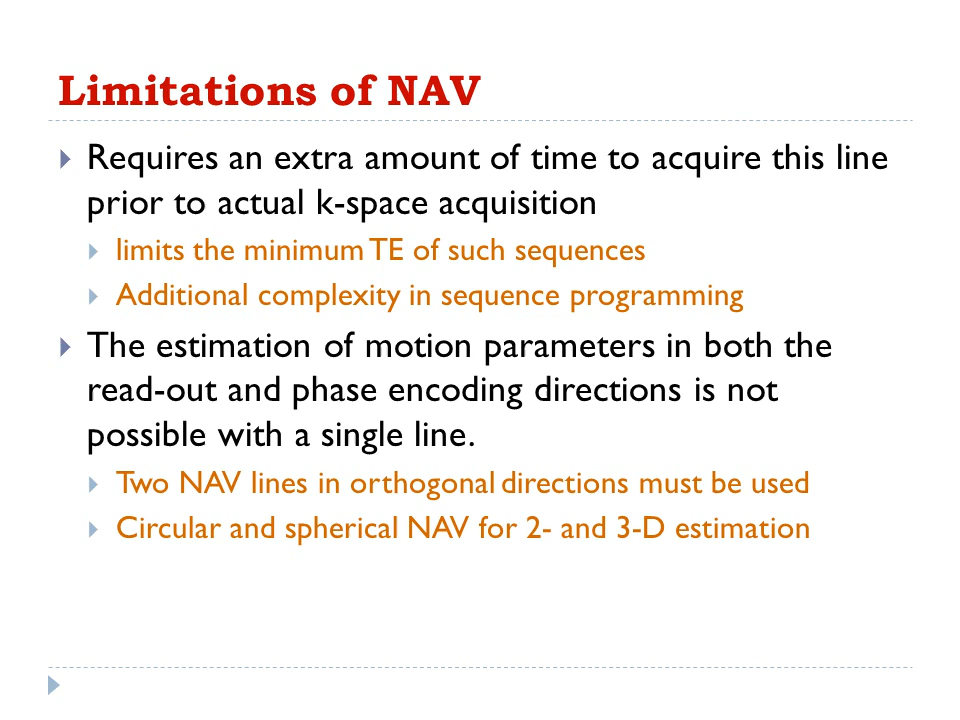 Limitations of NAV
Requires an extra amount of time to acquire this line
prior to actual k-space acquisition
limits the minimum TE of such sequences
Additional complexity in sequence programming
The estimation of motion parameters in both the
read-out and phase encoding directions is not
possible with a single line.
Two NAV lines in orthogonal directions must be used
Circular and spherical NAV for 2- and 3-D estimation